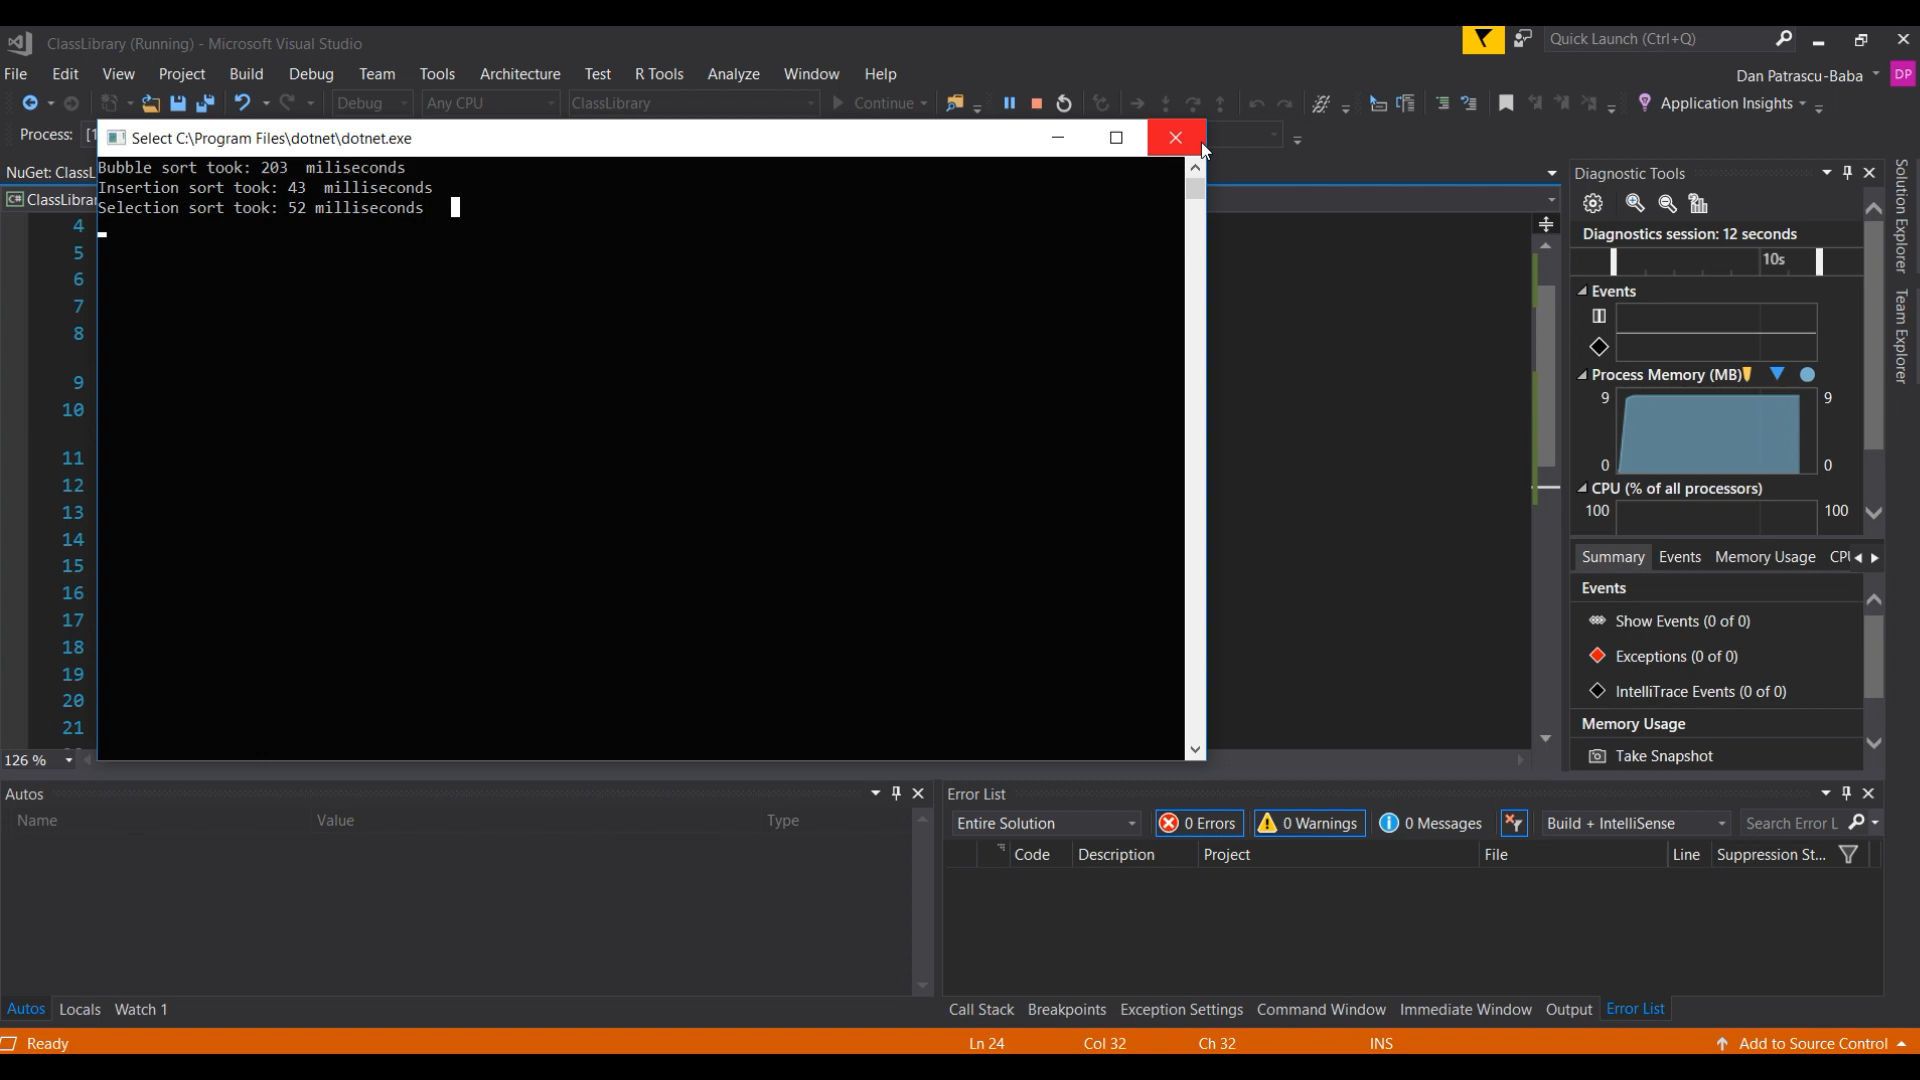 ClassLibrary (Running) - Microsoft Visual Studio
Quick Launch (Ctrl+Q)
File Edit View Project Build Debug Team Tools Architecture Test R Tools Analyze Window Help
Dan Patrascu-Baba DP
Debug Any CPU ClassLibrary Continue Application Insights
Process: [1
Select C:\Program Files\dotnet\dotnet.exe
Bubble sort took: 203 miliseconds
Insertion sort took: 43 milliseconds
Selection sort took: 52 milliseconds
NuGet: ClassL
C# ClassLibrar
4
5
6
7
8
9
10
11
12
13
14
15
16
17
18
19
20
21
126 %
Diagnostic Tools
Diagnostics session: 12 seconds
10s
Events
Process Memory (MB)
9 9
0 0
CPU (% of all processors)
100 100
Summary Events Memory Usage CPU
Events
Show Events (0 of 0)
Exceptions (0 of 0)
IntelliTrace Events (0 of 0)
Memory Usage
Take Snapshot
Solution Explorer
Team Explorer
Autos
Name Value Type
Autos Locals Watch 1
Error List
Entire Solution 0 Errors 0 Warnings 0 Messages Build + IntelliSense Search Error L
Code Description Project File Line Suppression St...
Call Stack Breakpoints Exception Settings Command Window Immediate Window Output Error List
Ready Ln 24 Col 32 Ch 32 INS Add to Source Control